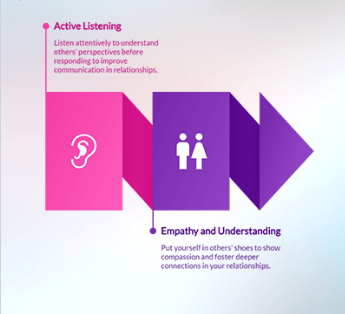 Active Listening
Listen attentively to understand
others' perspectives before
responding to improve
communication in relationships.
Empathy and Understanding
Put yourself in others' shoes to show
compassion and foster deeper
connections in your relationships.